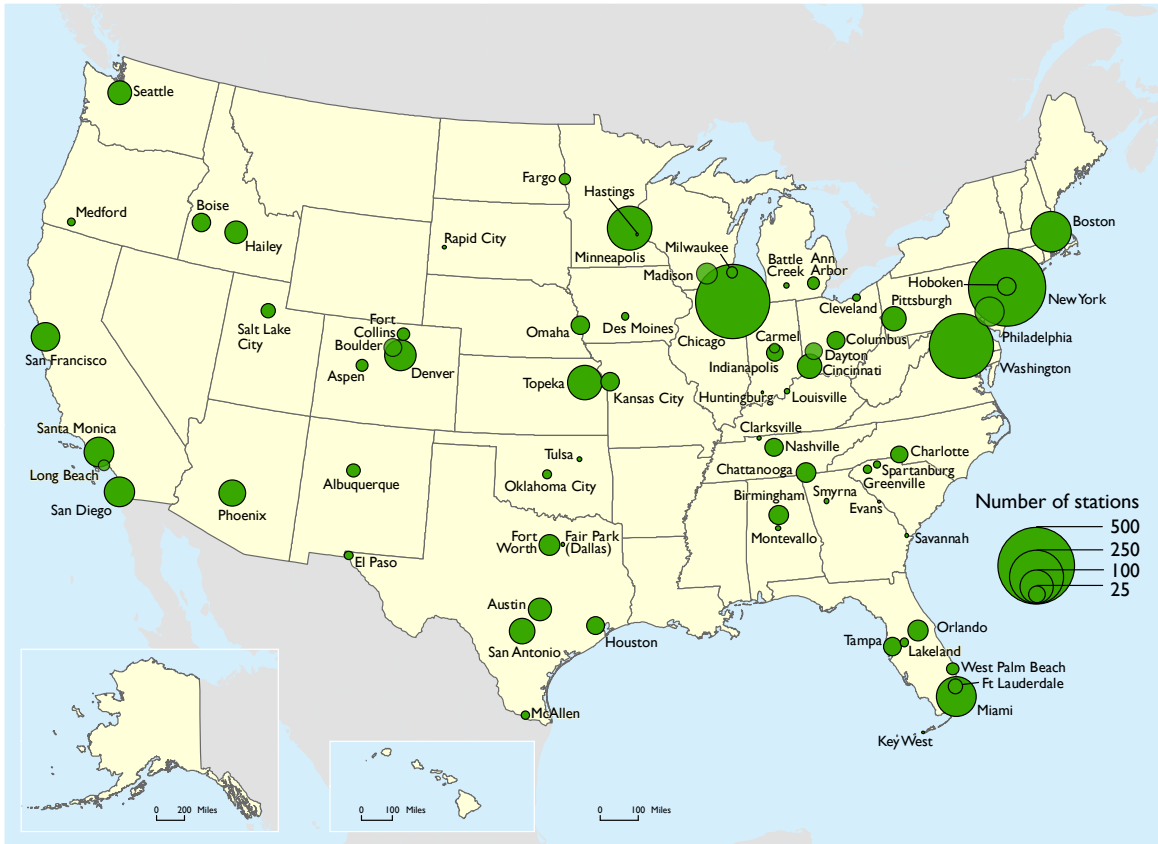 Seattle
Medford
Boise
Hailey
Fargo
Hastings
Minneapolis
Rapid City
Milwaukee
Madison
Battle
Creek
Ann
Arbor
Boston
Hoboken
New York
Cleveland
Pittsburgh
Philadelphia
Washington
Salt Lake
City
Fort
Collins
Boulder
Aspen
Denver
Omaha
Des Moines
Chicago
Carmel
Indianapolis
Columbus
Dayton
Cincinnati
San Francisco
Topeka
Kansas City
Huntingburg
Louisville
Santa Monica
Long Beach
San Diego
Phoenix
Albuquerque
Tulsa
Oklahoma City
Clarksville
Nashville
Chattanooga
Charlotte
Spartanburg
Greenville
Birmingham
Smyrna
Evans
Montevallo
Savannah
El Paso
Fort
Worth
Fair Park
(Dallas)
Austin
San Antonio
Houston
McAllen
Orlando
Tampa
Lakeland
West Palm Beach
Ft Lauderdale
Miami
Key West
Number of stations
500
250
100
25
0 200 Miles
0 100 Miles
0 100 Miles